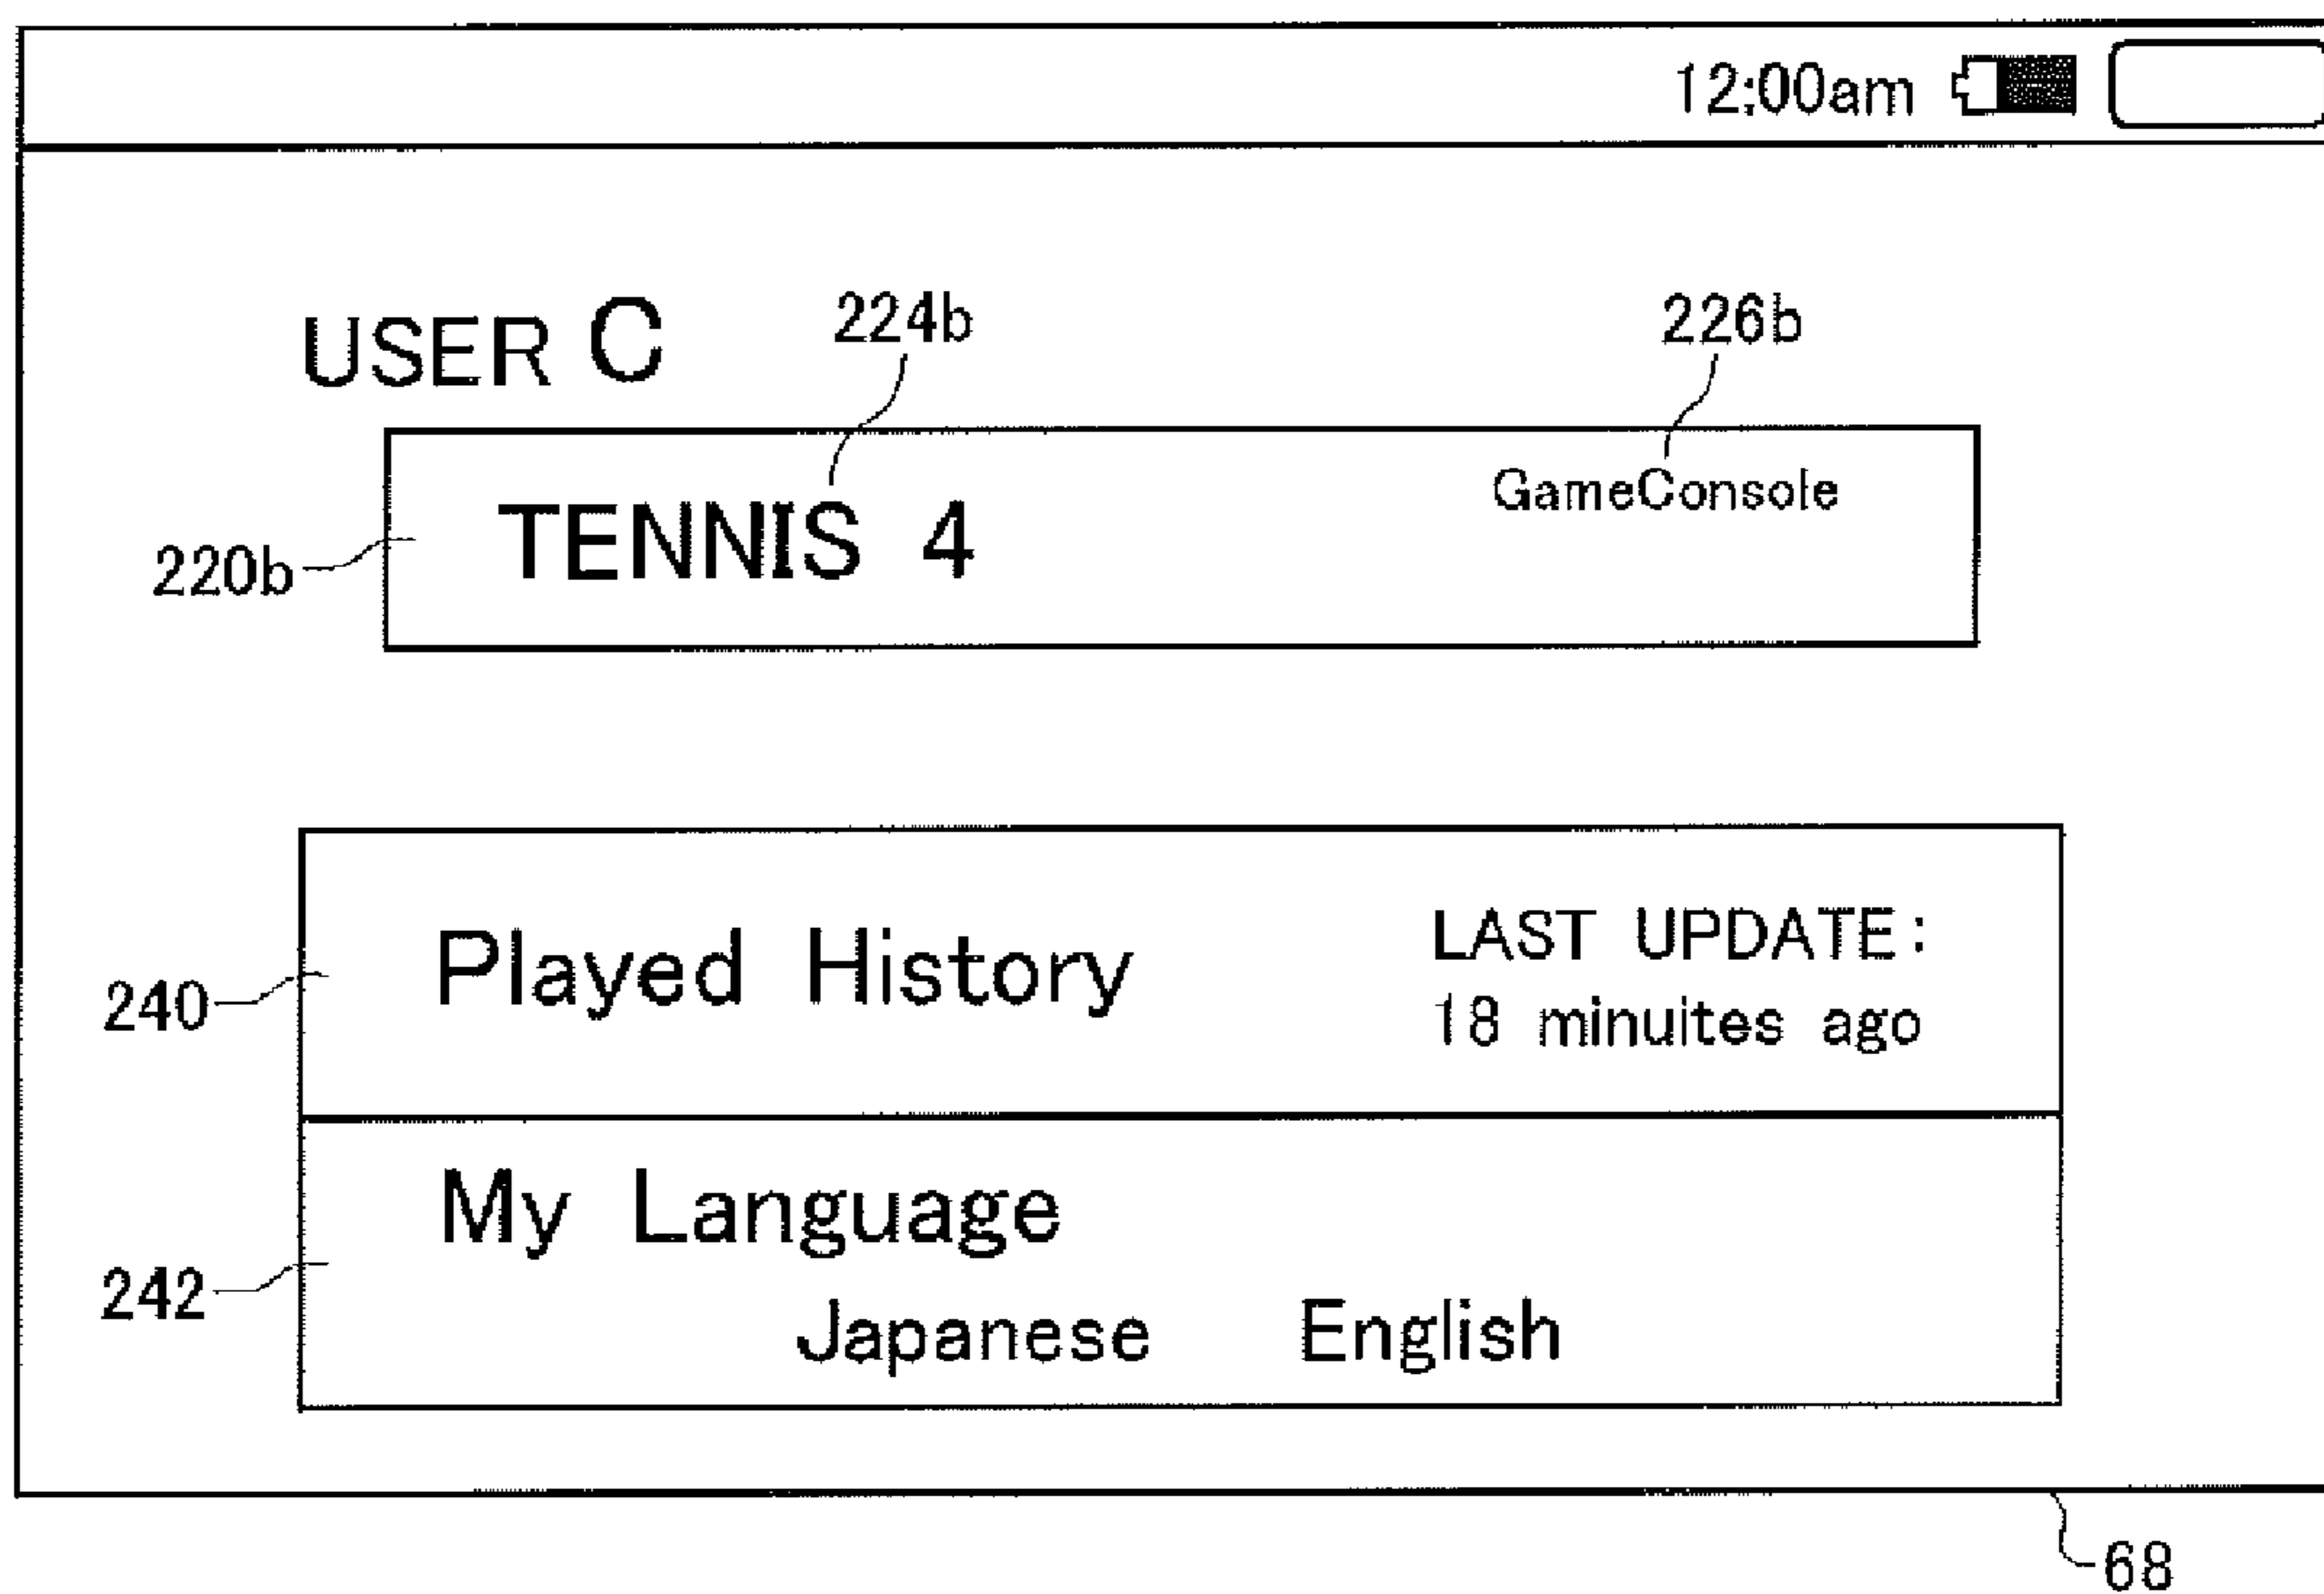 12:00am
USER C
224b
226b
TENNIS 4
GameConsole
220b
Played History
LAST UPDATE:
18 minuites ago
240
My Language
242
Japanese English
68